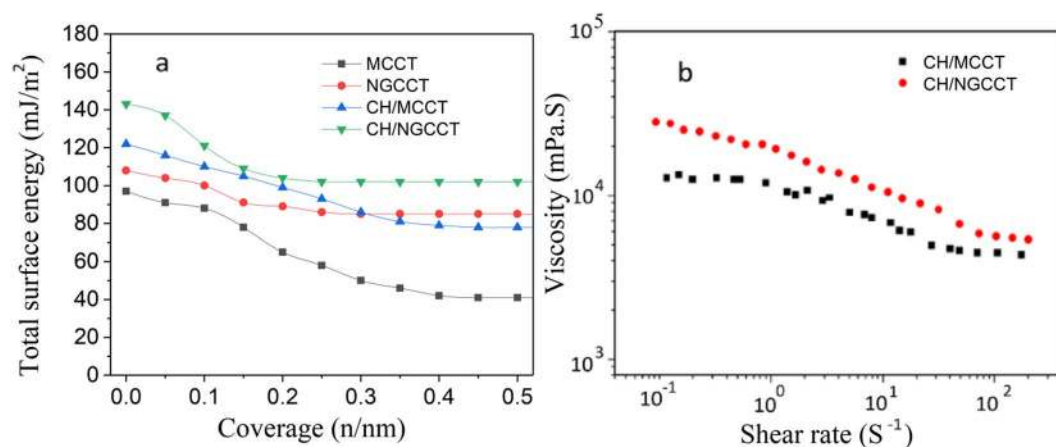 a
MCCT
NGCCT
CH/MCCT
CH/NGCCT
Total surface energy (mJ/m²)
180
160
140
120
100
80
60
40
20
0
0.0 0.1 0.2 0.3 0.4 0.5
Coverage (n/nm)
b
CH/MCCT
CH/NGCCT
Viscosity (mPa.S)
10⁵
10⁴
10³
10⁻¹ 10⁰ 10¹ 10²
Shear rate (S⁻¹)